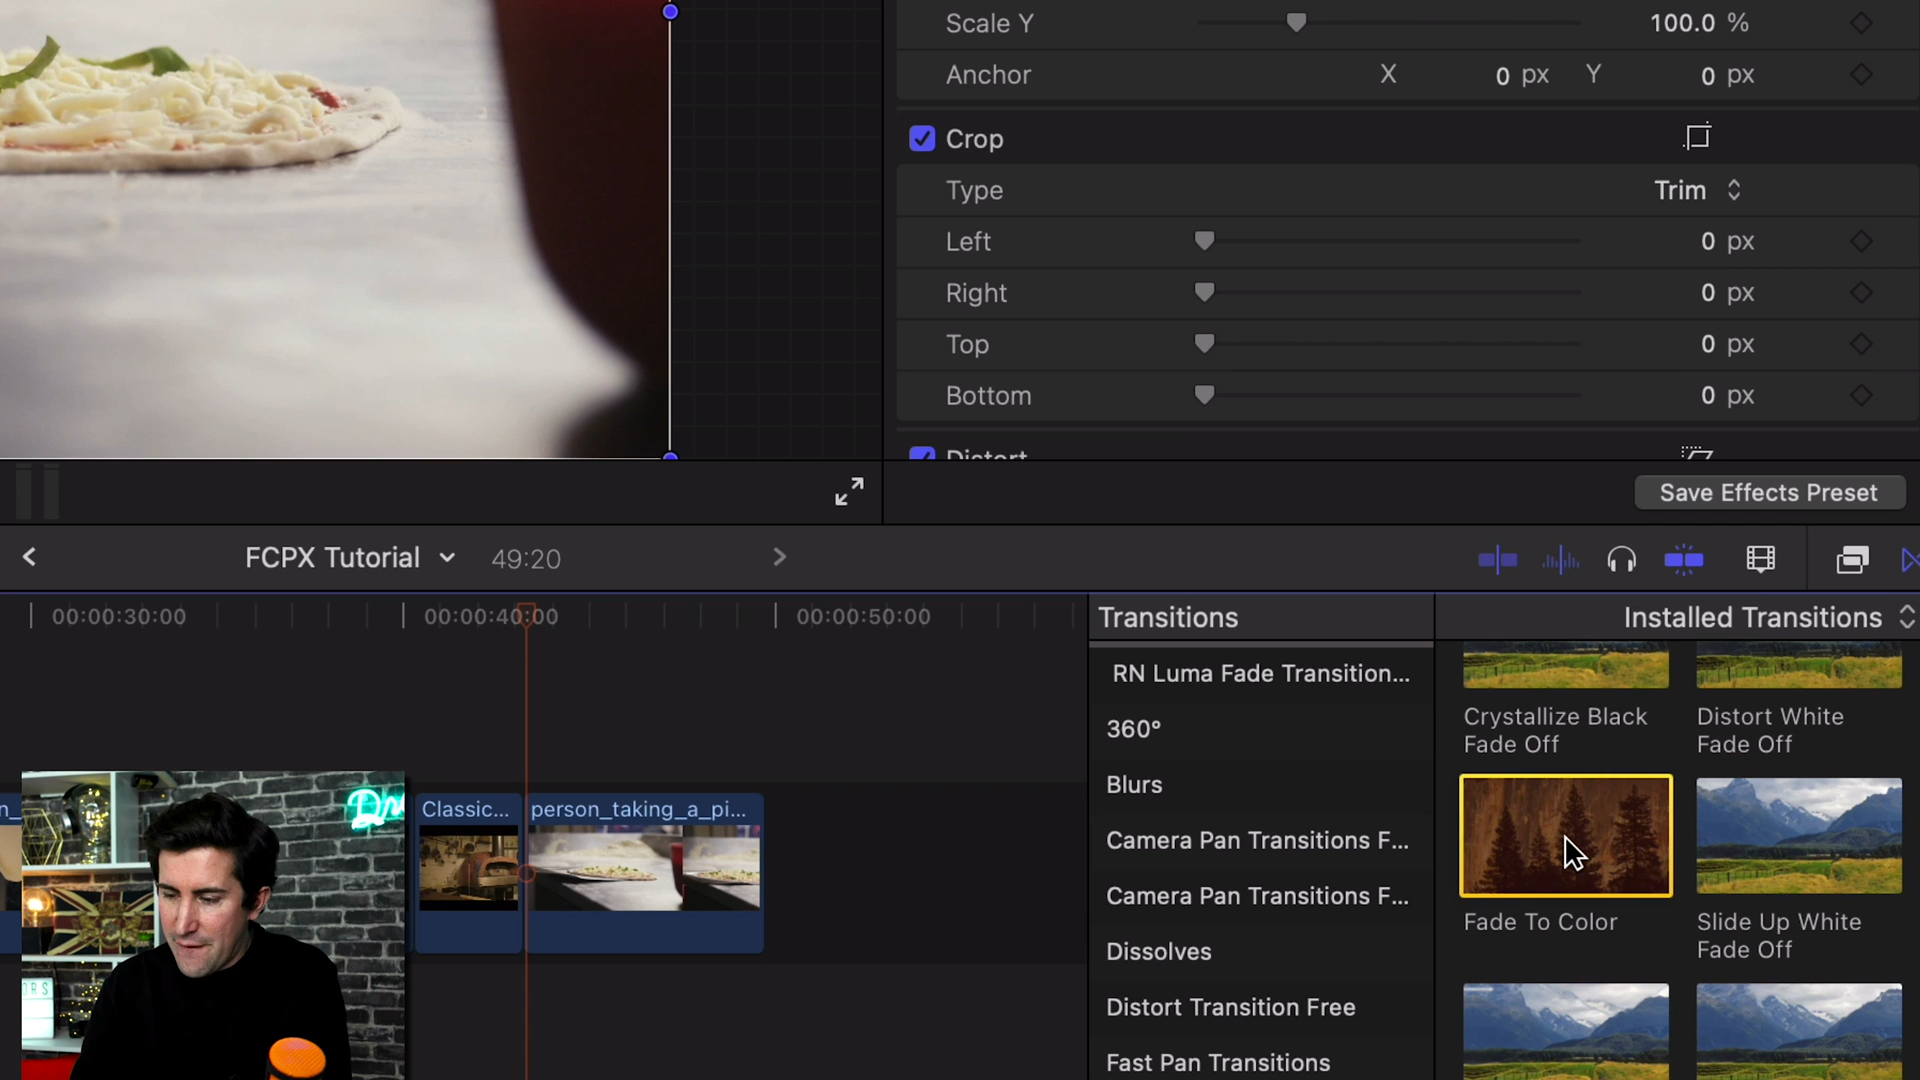 Scale Y 100.0 %
Anchor X 0 px Y 0 px
Crop
Type Trim
Left 0 px
Right 0 px
Top 0 px
Bottom 0 px
Distort
Save Effects Preset
FCPX Tutorial 49:20
00:00:30:00 00:00:40:00 00:00:50:00
Transitions
Installed Transitions
RN Luma Fade Transition...
360°
Blurs
Camera Pan Transitions F...
Camera Pan Transitions F...
Dissolves
Distort Transition Free
Fast Pan Transitions
Crystallize Black
Fade Off
Distort White
Fade Off
Fade To Color
Slide Up White
Fade Off
Classic...
person_taking_a_pi...